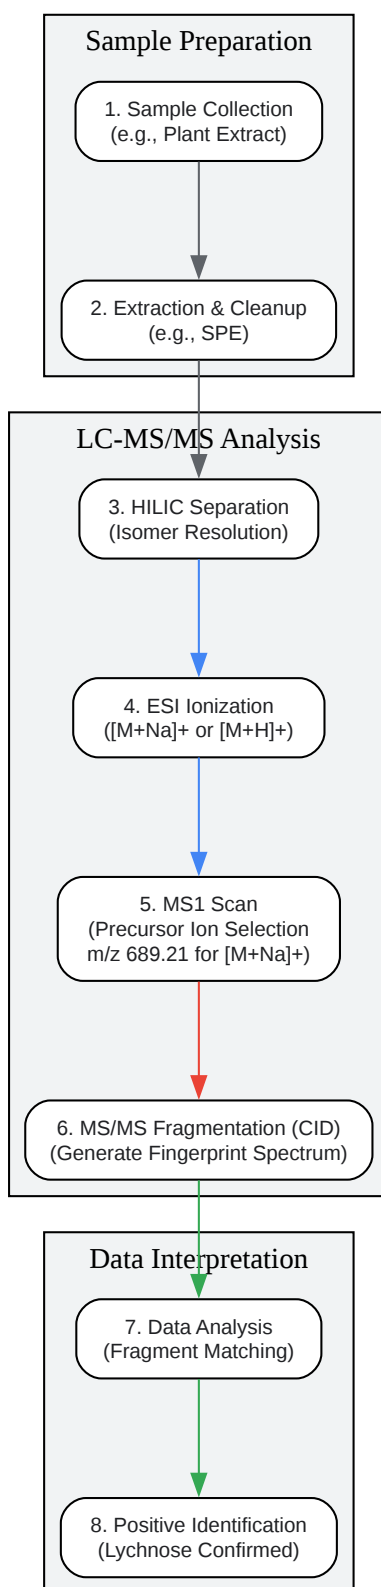 Sample Preparation
1. Sample Collection
(e.g., Plant Extract)
2. Extraction & Cleanup
(e.g., SPE)
LC-MS/MS Analysis
3. HILIC Separation
(Isomer Resolution)
4. ESI Ionization
([M+Na]+ or [M+H]+)
5. MS1 Scan
(Precursor Ion Selection
m/z 689.21 for [M+Na]+)
6. MS/MS Fragmentation (CID)
(Generate Fingerprint Spectrum)
Data Interpretation
7. Data Analysis
(Fragment Matching)
8. Positive Identification
(Lychnose Confirmed)